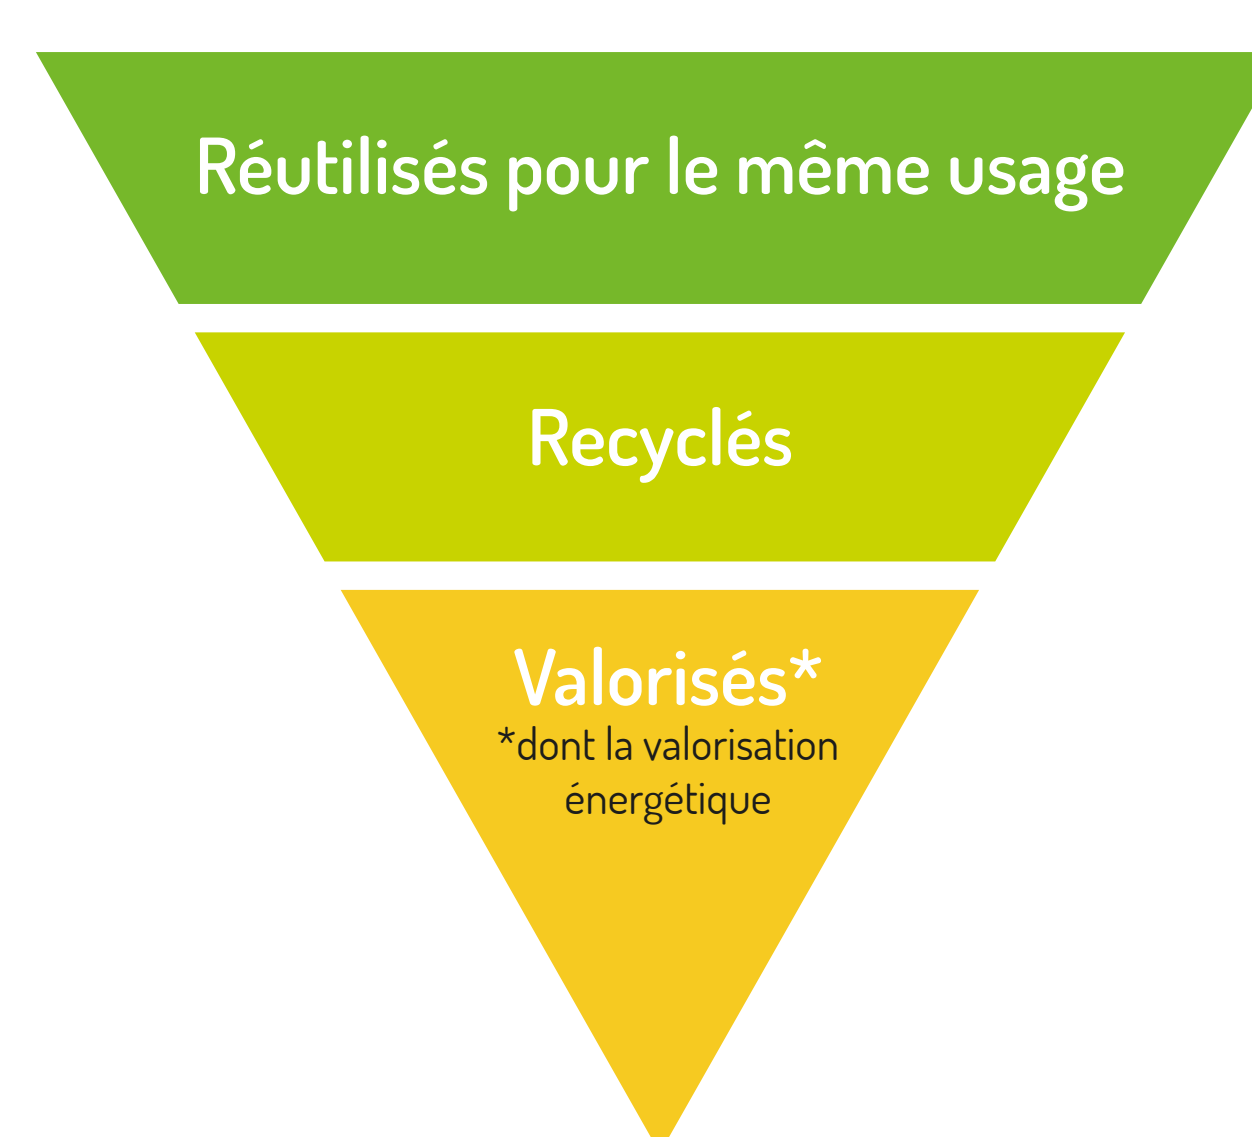 Réutilisés pour le même usage
Recyclés
Valorisés*
*dont la valorisation
énergétique